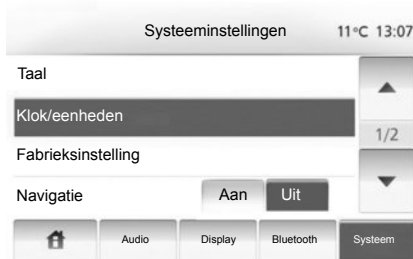 Systeeminstellingen 11°C 13:07
Taal
Klok/eenheden
1/2
Fabrieksinstelling
Navigatie Aan Uit
Audio Display Bluetooth Systeem